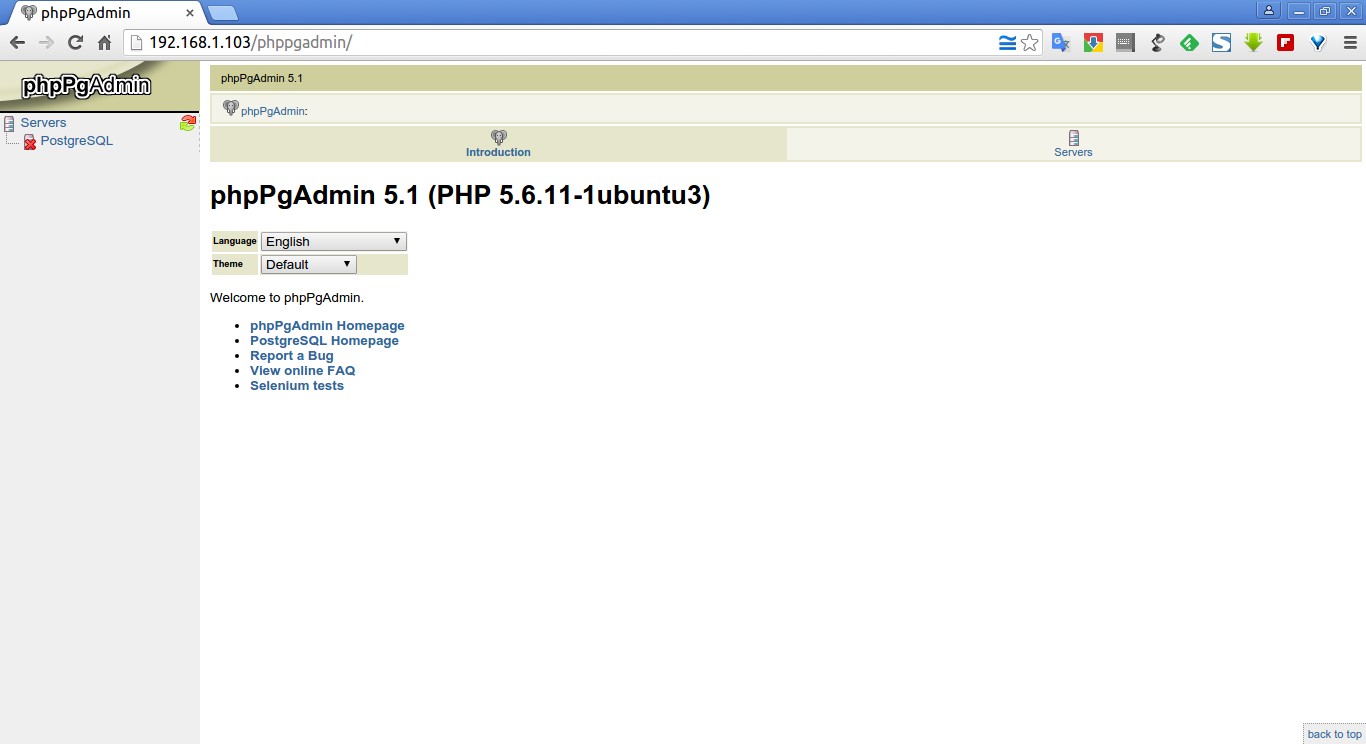 phpPgAdmin
192.168.1.103/phppgadmin/
phpPgAdmin
Servers
PostgreSQL
phpPgAdmin 5.1
phpPgAdmin:
Introduction
Servers
phpPgAdmin 5.1 (PHP 5.6.11-1ubuntu3)
Language English
Theme Default
Welcome to phpPgAdmin.
• phpPgAdmin Homepage
• PostgreSQL Homepage
• Report a Bug
• View online FAQ
• Selenium tests
back to top